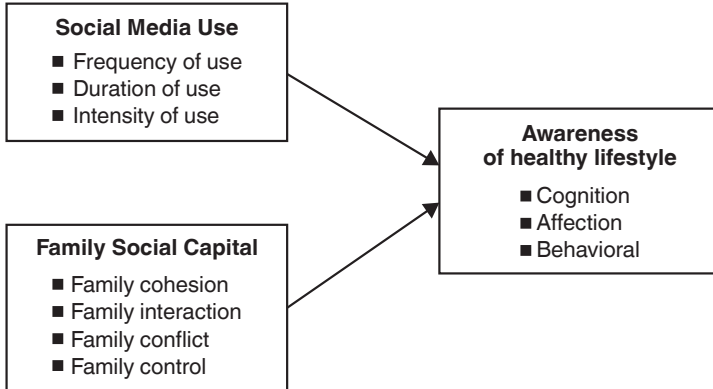 Social Media Use
■ Frequency of use
■ Duration of use
■ Intensity of use
Awareness
of healthy lifestyle
■ Cognition
■ Affection
■ Behavioral
Family Social Capital
■ Family cohesion
■ Family interaction
■ Family conflict
■ Family control